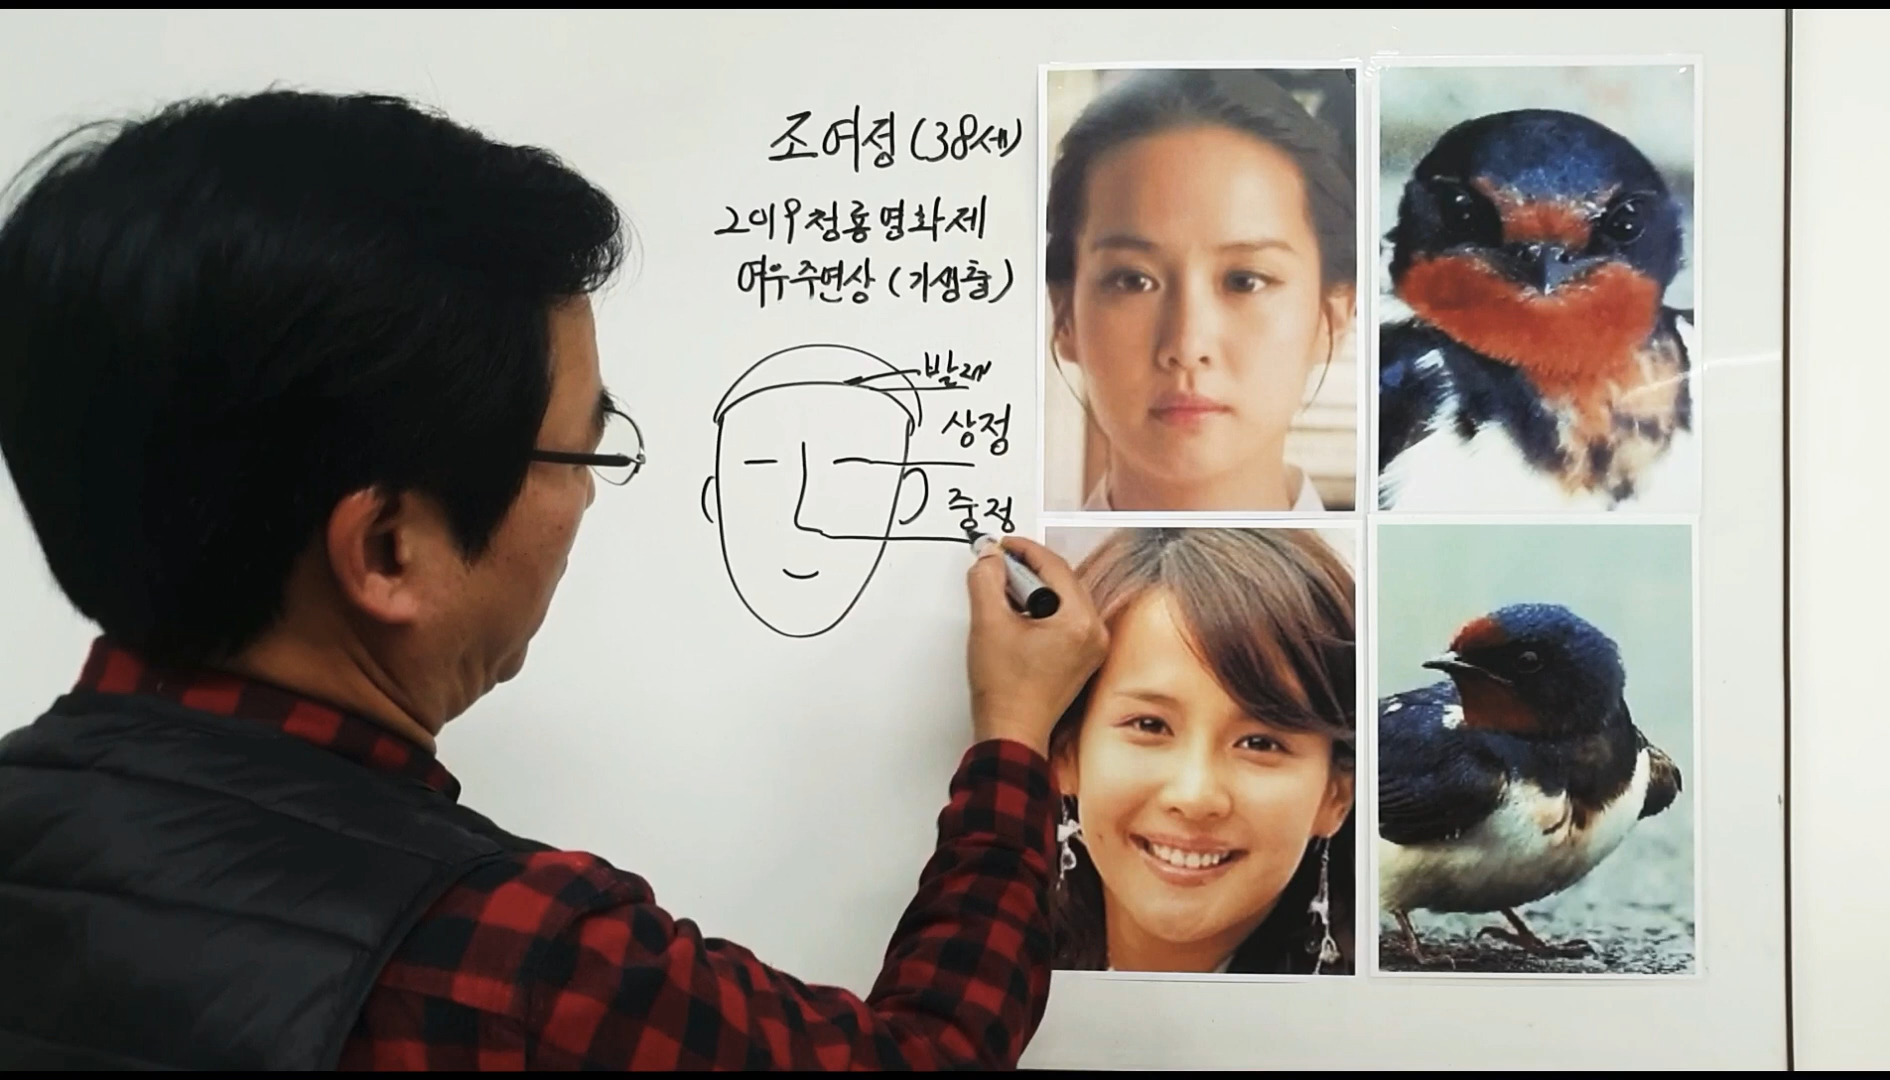 조여정 (38세)
2019 청룡영화제
여우주연상 (기생충)
발제
상정
중정